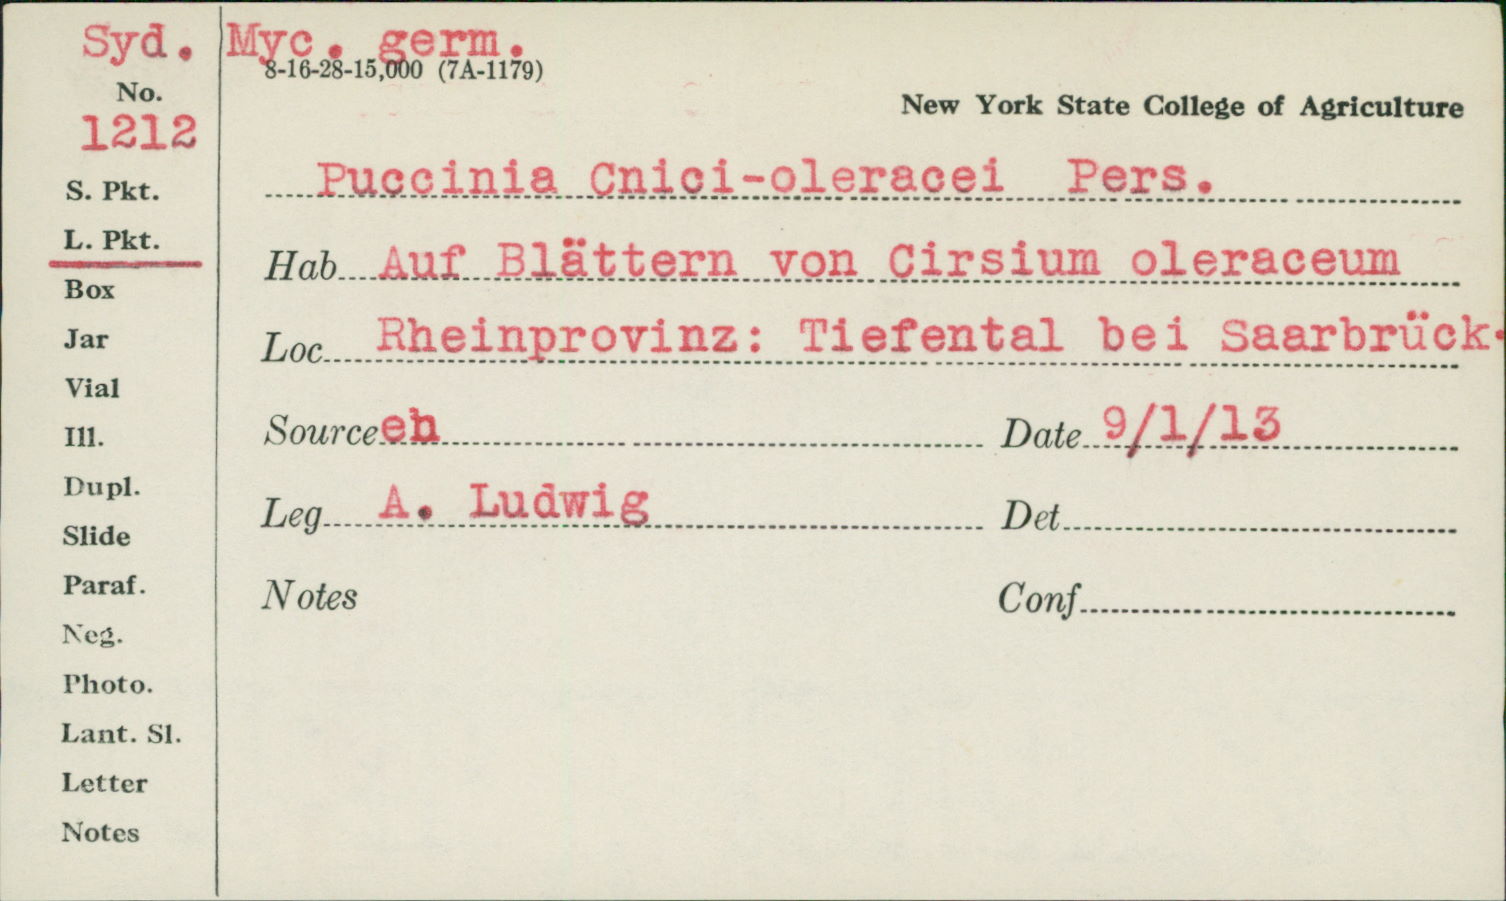 Syd. Myc. germ.
8-16-28-15,000 (7A-1179)
No.
1212
New York State College of Agriculture
S. Pkt.
Puccinia Cnici-oleracei Pers.
L. Pkt.
Hab Auf Blättern von Cirsium oleraceum
Box
Jar
Loc Rheinprovinz: Tiefental bei Saarbrück-
Vial
Ill.
Source en
Date 9/1/13
Dupl.
Leg A. Ludwig
Det
Slide
Paraf.
Notes
Conf
Neg.
Photo.
Lant. Sl.
Letter
Notes